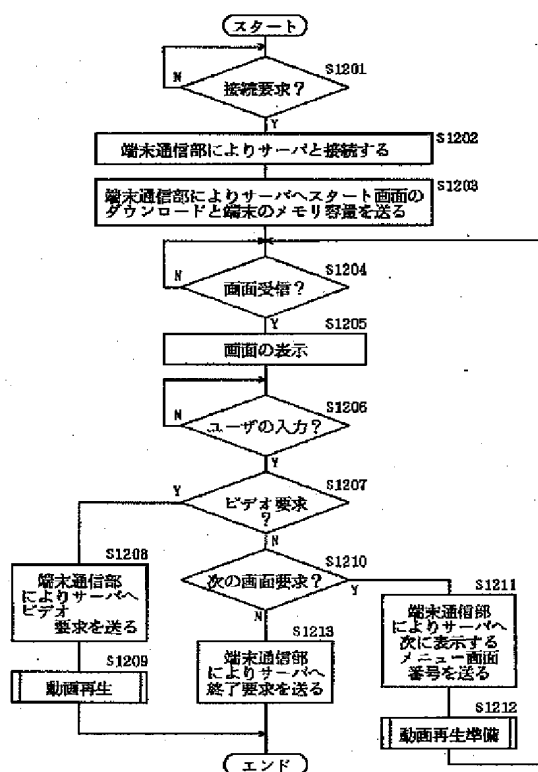 スタート
S1201
接続要求？
N
Y
S1202
端末通信部によりサーバと接続する
S1203
端末通信部によりサーバへスタート画面の
ダウンロードと端末のメモリ容量を送る
S1204
画面受信？
N
Y
S1205
画面の表示
S1206
ユーザの入力？
N
Y
S1207
ビデオ要求
？
Y
N
S1208
端末通信部
によりサーバへ
ビデオ
要求を送る
S1209
動画再生
S1210
次の画面要求？
Y
N
S1211
端末通信部
によりサーバへ
次に表示する
メニュー画面
番号を送る
S1212
動画再生準備
S1213
端末通信部
によりサーバへ
終了要求を送る
エンド